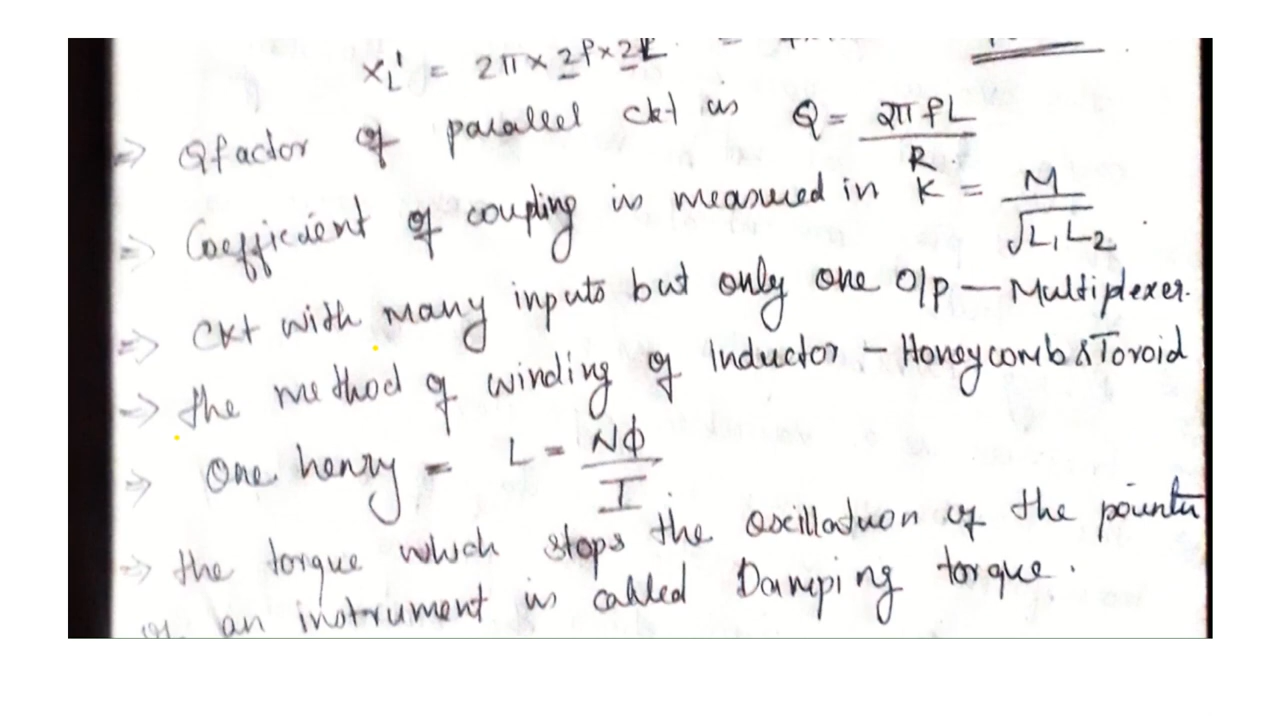 XL' = 2π × 2f × 2L =
⇒ Qfactor of parallel ckt is Q = 2πfL / R.
⇒ Coefficient of coupling is measured in K = M / √L1L2.
⇒ Ckt with many inputs but only one O/P — Multiplexer.
⇒ the method of winding of Inductor – Honeycomb & Toroid
⇒ One henry = L = NΦ / I
⇒ the torque which stops the oscillation of the pointer
of an instrument is called Damping torque.